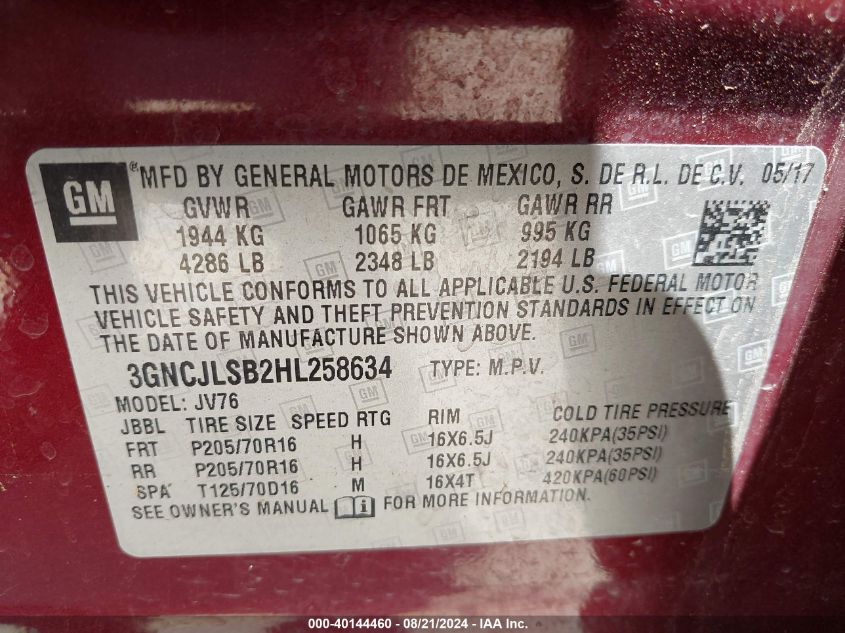 GM ® MFD BY GENERAL MOTORS DE MEXICO, S. DE R.L. DE C.V. 05/17
GVWR GAWR FRT GAWR RR
1944 KG 1065 KG 995 KG
4286 LB 2348 LB 2194 LB
THIS VEHICLE CONFORMS TO ALL APPLICABLE U.S. FEDERAL MOTOR
VEHICLE SAFETY AND THEFT PREVENTION STANDARDS IN EFFECT ON
THE DATE OF MANUFACTURE SHOWN ABOVE.
3GNCJLSB2HL258634 TYPE: M.P.V.
MODEL: JV76
JBBL TIRE SIZE SPEED RTG RIM COLD TIRE PRESSURE
FRT P205/70R16 H 16X6.5J 240KPA(35PSI)
RR P205/70R16 H 16X6.5J 240KPA(35PSI)
SPA T125/70D16 M 16X4T 420KPA(60PSI)
SEE OWNER'S MANUAL FOR MORE INFORMATION.
000-40144460 - 08/21/2024 - IAA Inc.